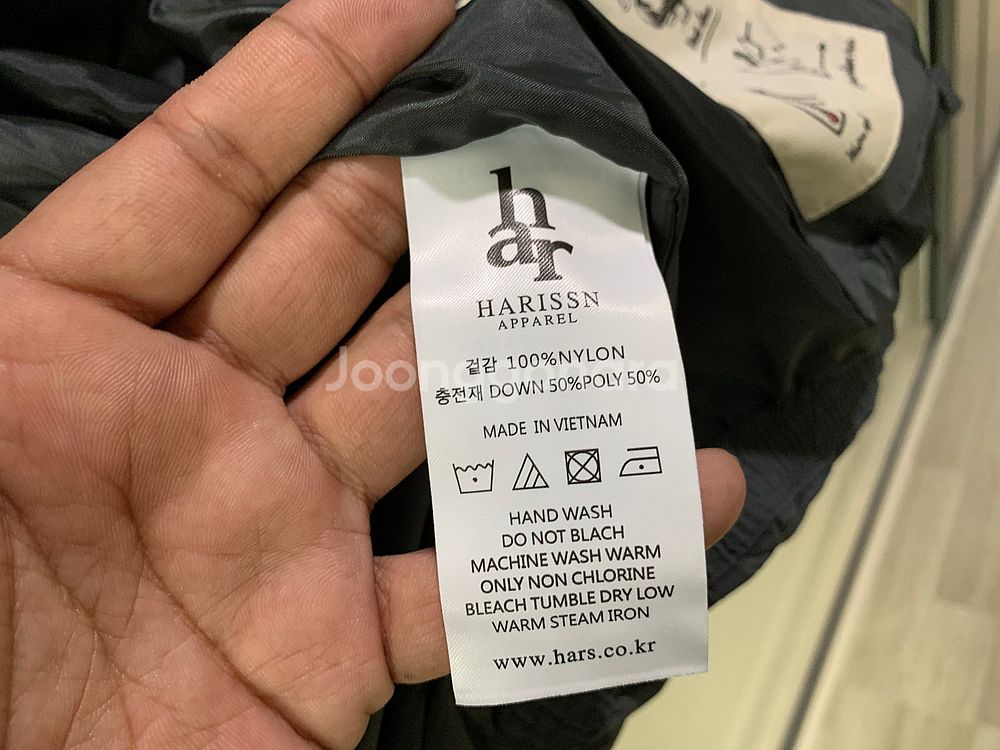 har
HARISSN
APPAREL
겉감 100%NYLON
충전재 DOWN 50%POLY 50%
MADE IN VIETNAM
HAND WASH
DO NOT BLACH
MACHINE WASH WARM
ONLY NON CHLORINE
BLEACH TUMBLE DRY LOW
WARM STEAM IRON
www.hars.co.kr